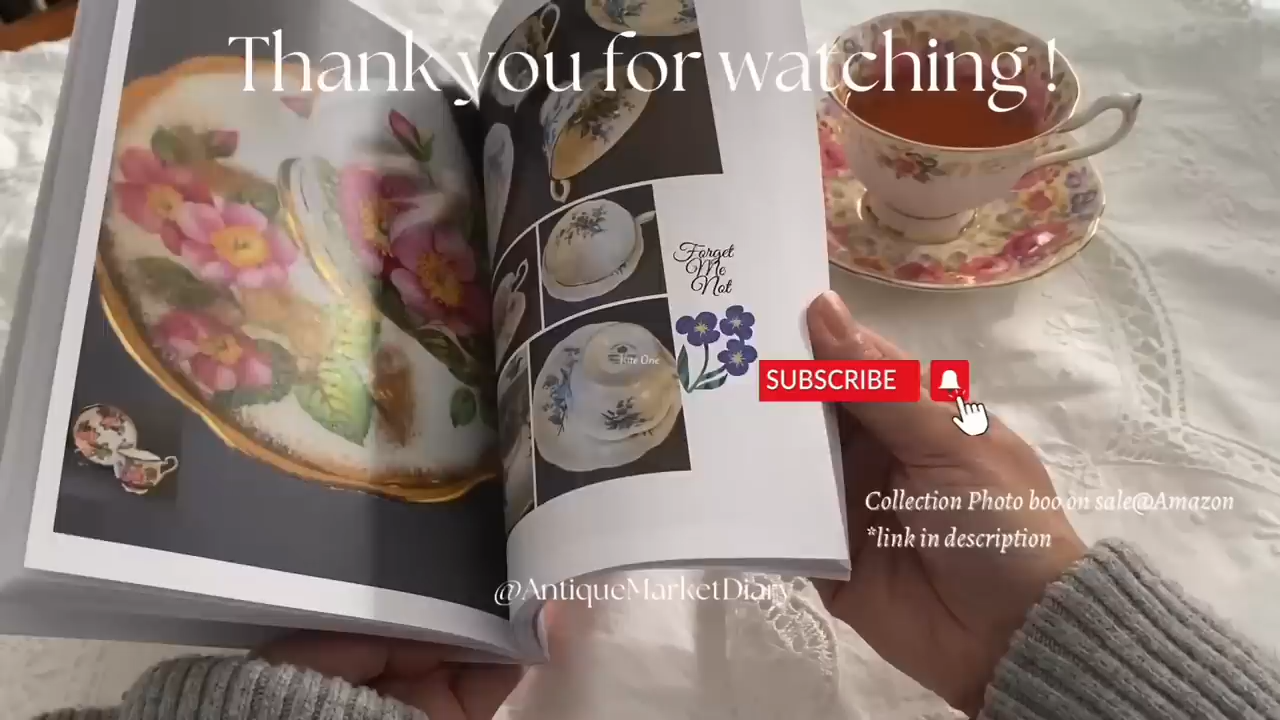 Thank you for watching !
Forget
Me
Not
SUBSCRIBE
Collection Photo boo on sale@Amazon
*link in description
@AntiqueMarketDiary